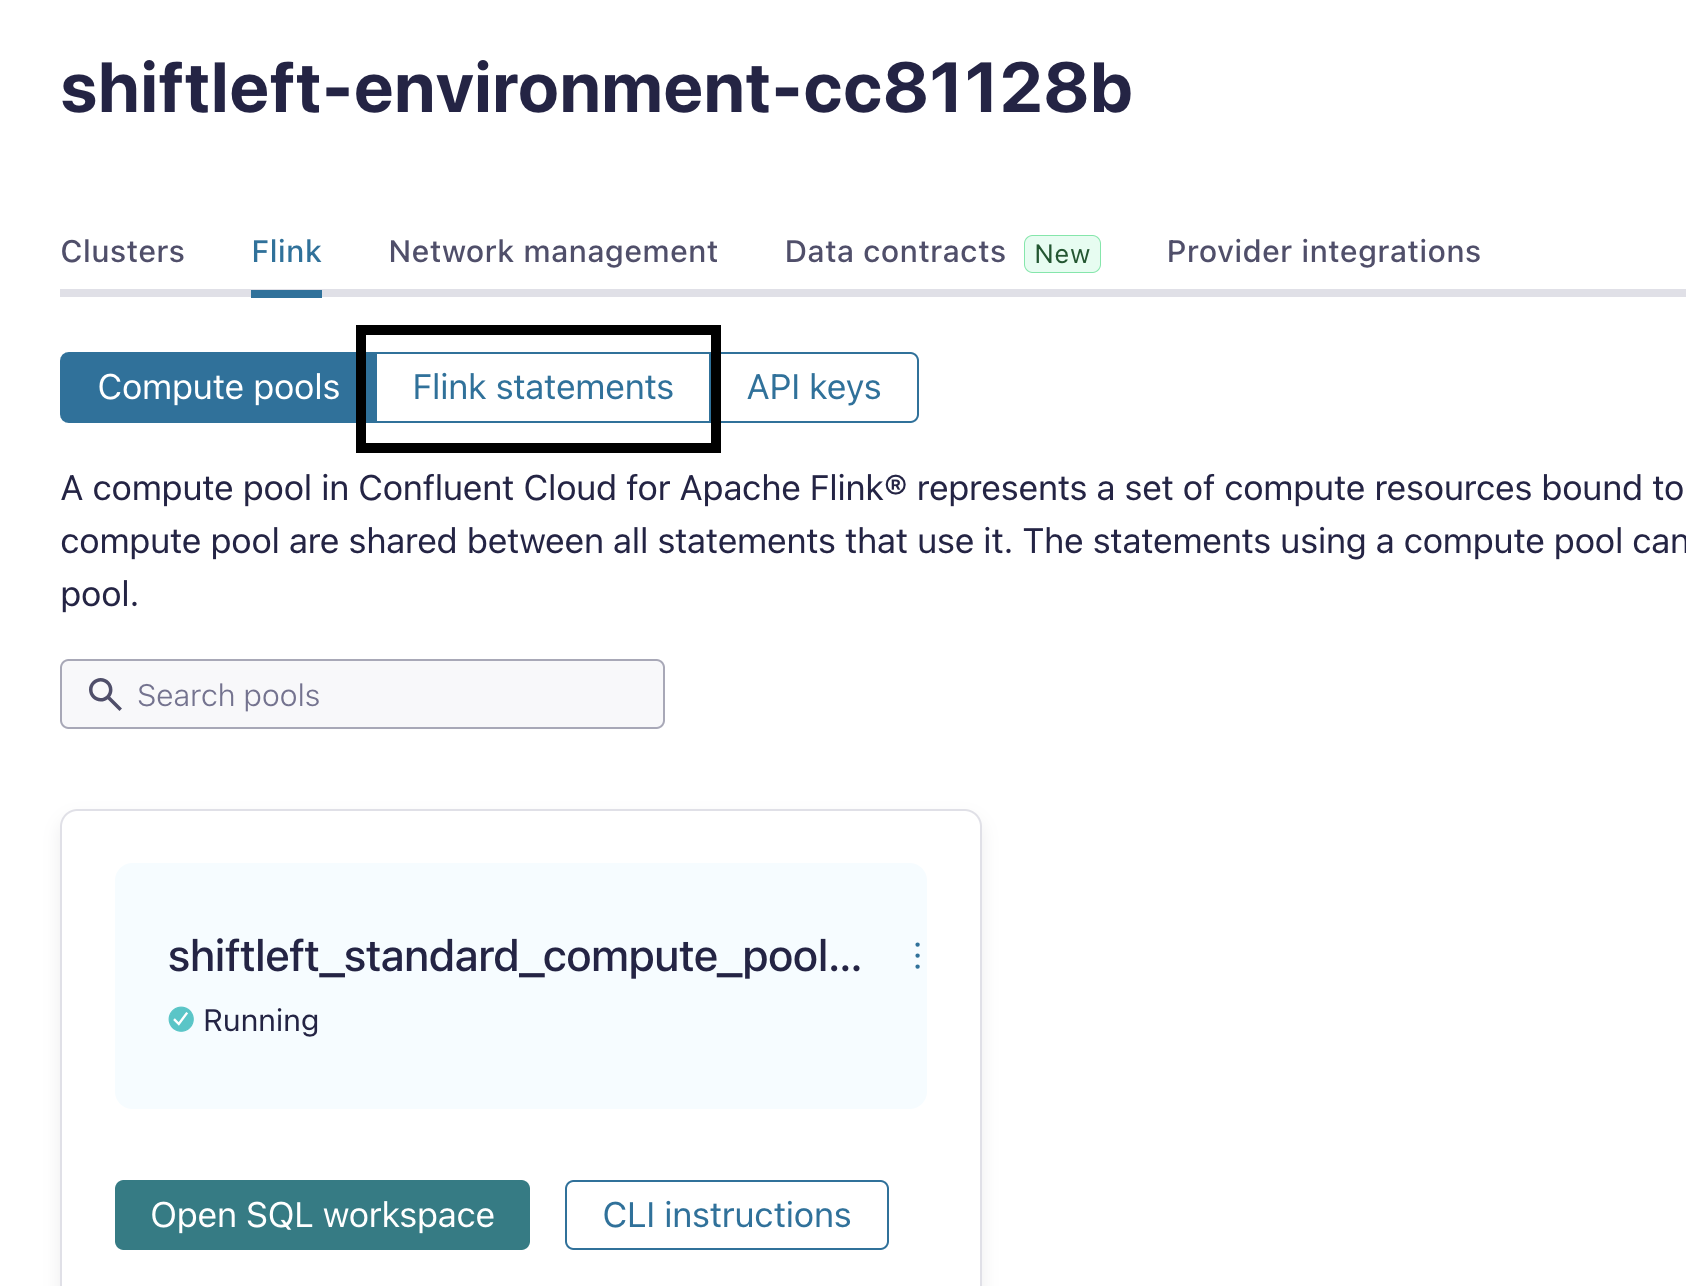 shiftleft-environment-cc81128b
Clusters Flink Network management Data contracts New Provider integrations
Compute pools Flink statements API keys
A compute pool in Confluent Cloud for Apache Flink® represents a set of compute resources bound to
compute pool are shared between all statements that use it. The statements using a compute pool can
pool.
Search pools
shiftleft_standard_compute_pool...
Running
Open SQL workspace CLI instructions